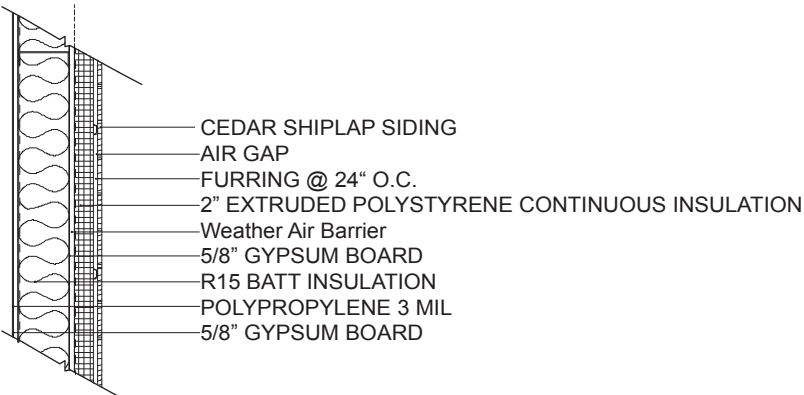 CEDAR SHIPLAP SIDING
AIR GAP
FURRING @ 24“ O.C.
2” EXTRUDED POLYSTYRENE CONTINUOUS INSULATION
Weather Air Barrier
5/8” GYPSUM BOARD
R15 BATT INSULATION
POLYPROPYLENE 3 MIL
5/8” GYPSUM BOARD